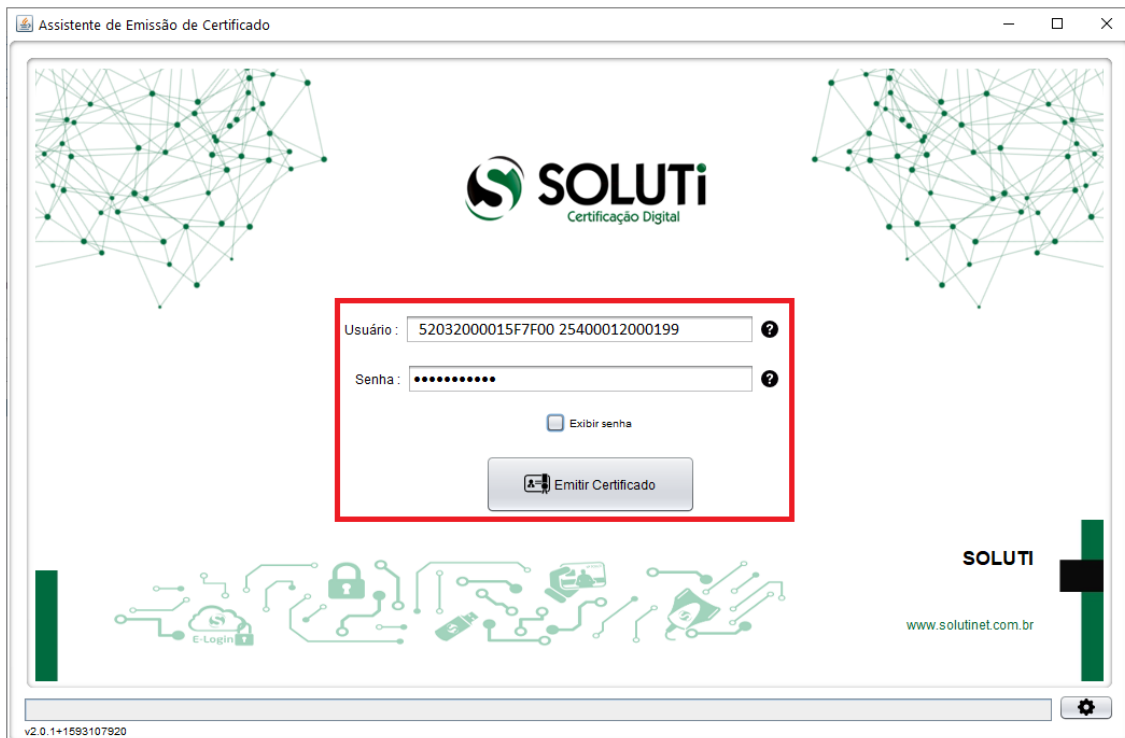 Assistente de Emissão de Certificado
SOLUTi
Certificação Digital
Usuário : 52032000015F7F00 25400012000199 ?
Senha : ••••••••••• ?
Exibir senha
Emitir Certificado
SOLUTI
S
E-Login
www.solutinet.com.br
v2.0.1+1593107920